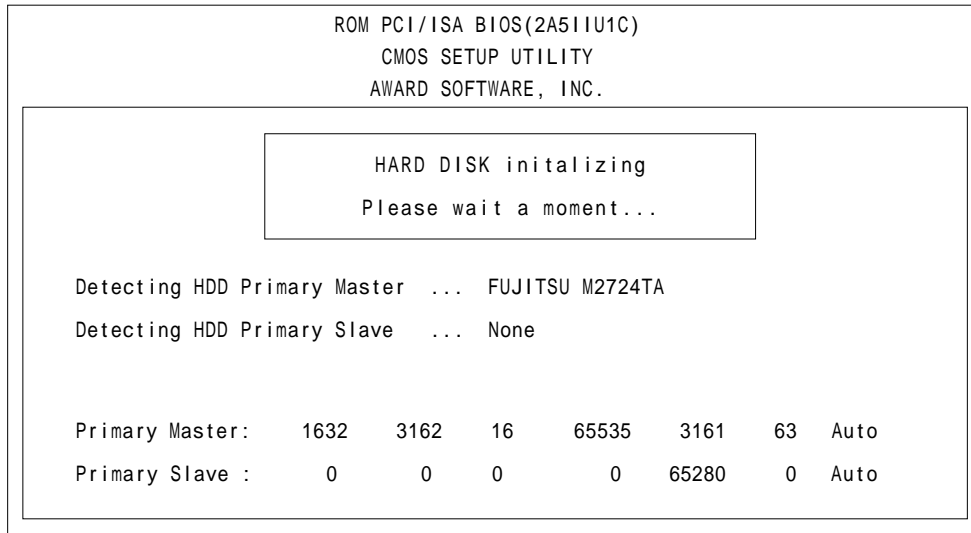 ROM PCI/ISA BIOS(2A5IIU1C)
CMOS SETUP UTILITY
AWARD SOFTWARE, INC.
HARD DISK initalizing
Please wait a moment...
Detecting HDD Primary Master ... FUJITSU M2724TA
Detecting HDD Primary Slave ... None
Primary Master: 1632 3162 16 65535 3161 63 Auto
Primary Slave : 0 0 0 0 65280 0 Auto